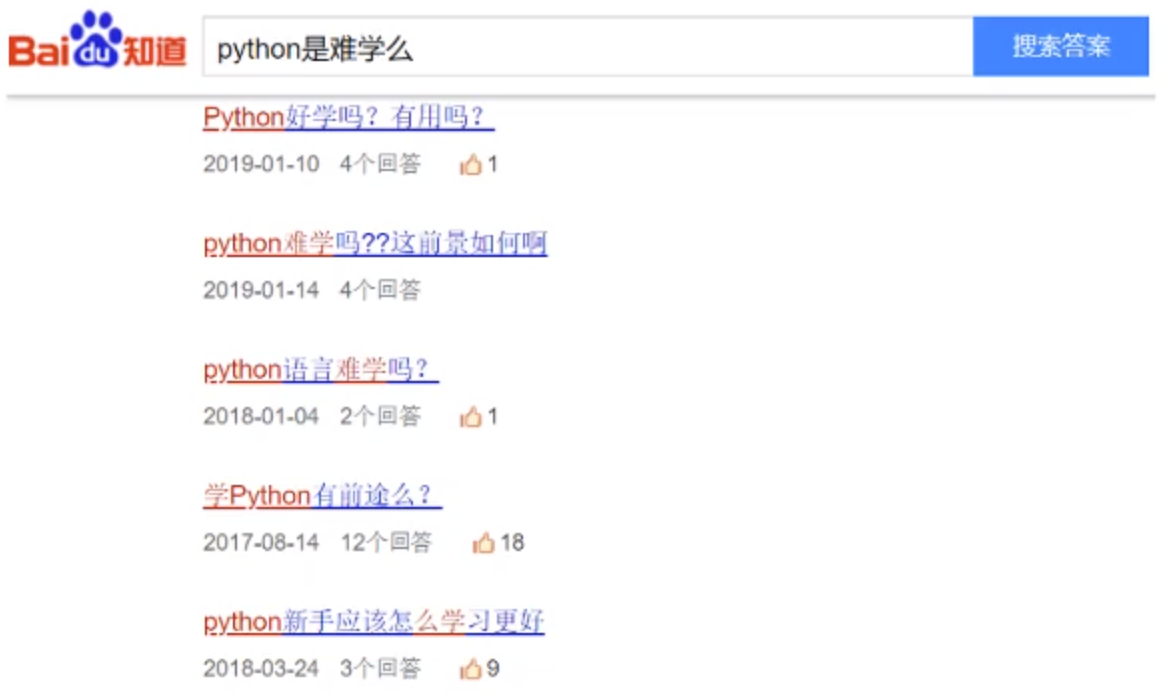 Bai du 知道 python是难学么 搜索答案
Python好学吗？有用吗？
2019-01-10 4个回答 1
python难学吗??这前景如何啊
2019-01-14 4个回答
python语言难学吗？
2018-01-04 2个回答 1
学Python有前途么？
2017-08-14 12个回答 18
python新手应该怎么学习更好
2018-03-24 3个回答 9